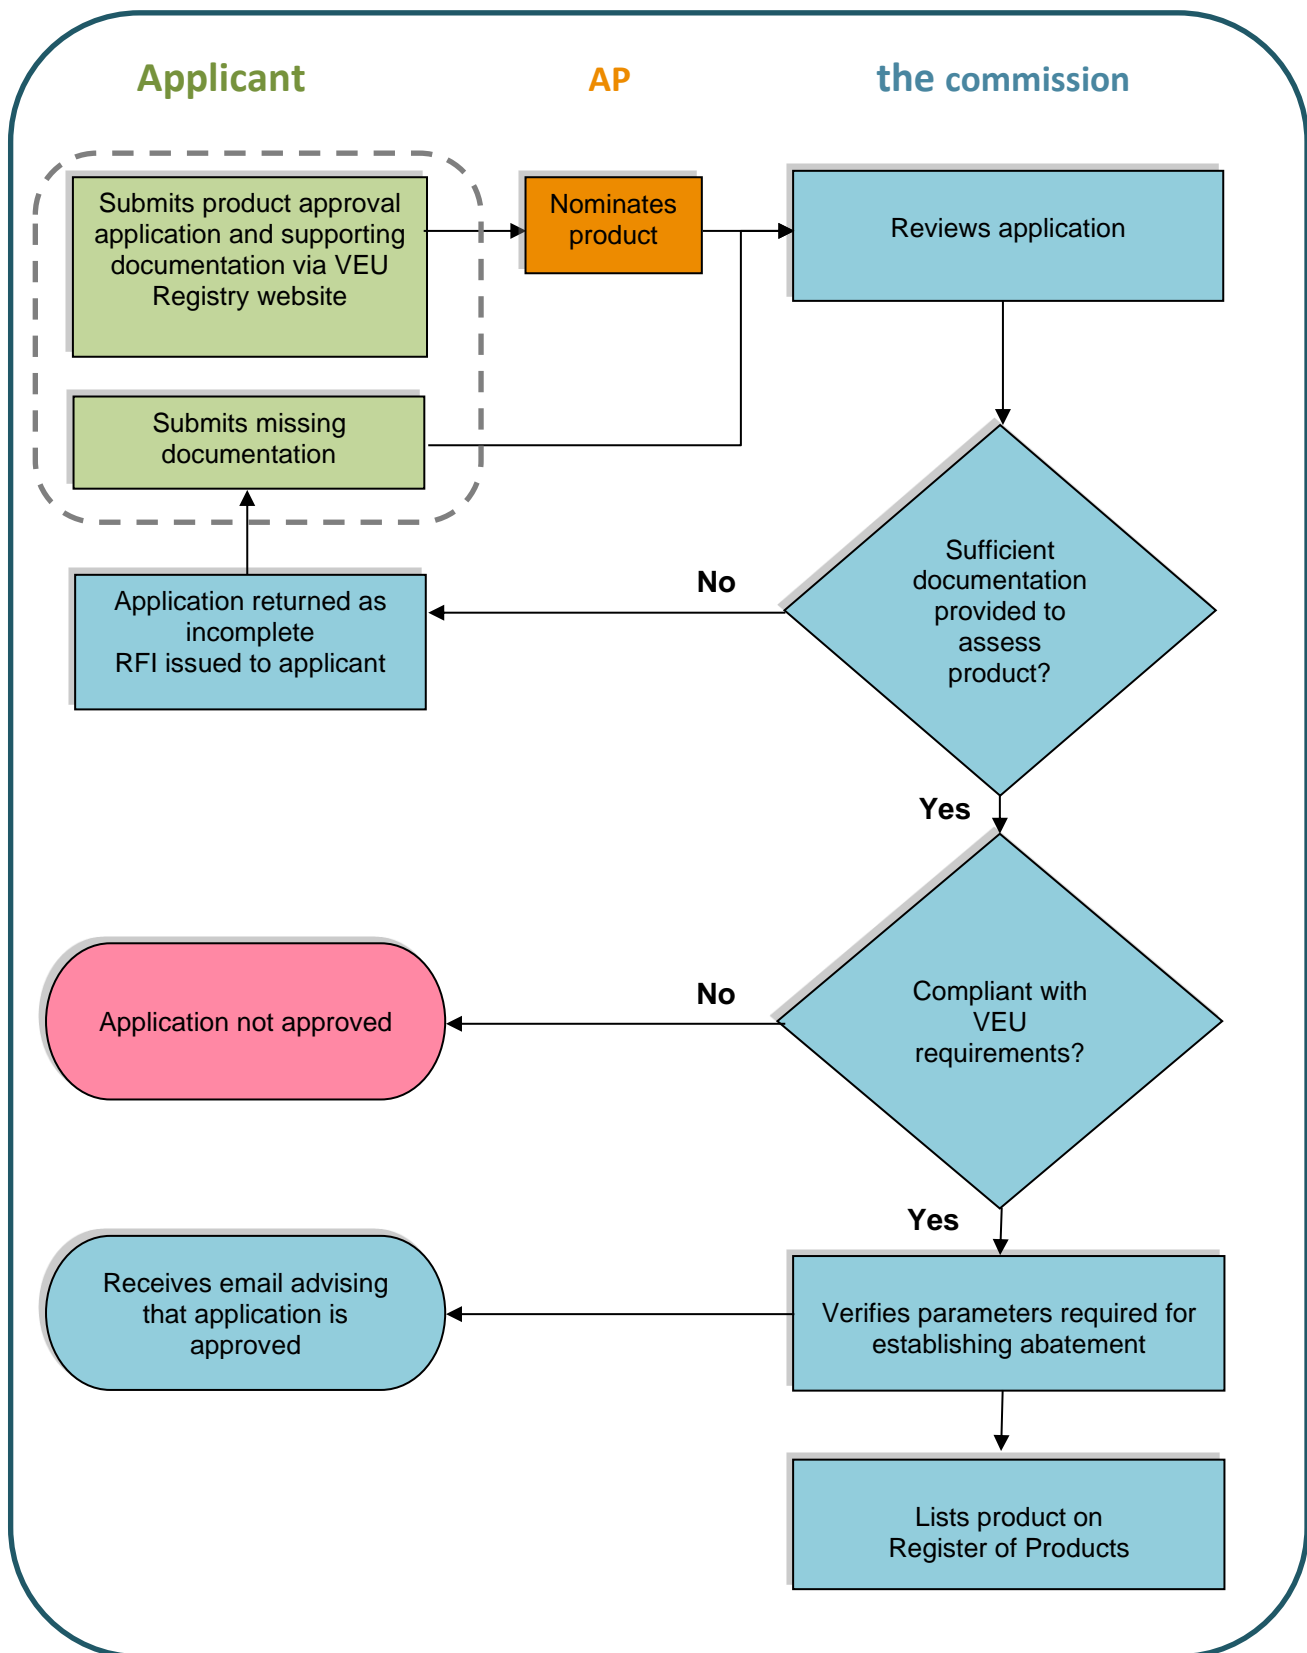 Applicant
AP
the commission
Submits product approval
application and supporting
documentation via VEU
Registry website
Nominates
product
Reviews application
Submits missing
documentation
Sufficient
documentation
provided to
assess
product?
No
Application returned as
incomplete
RFI issued to applicant
Yes
Compliant with
VEU
requirements?
No
Application not approved
Yes
Verifies parameters required for
establishing abatement
Receives email advising
that application is
approved
Lists product on
Register of Products